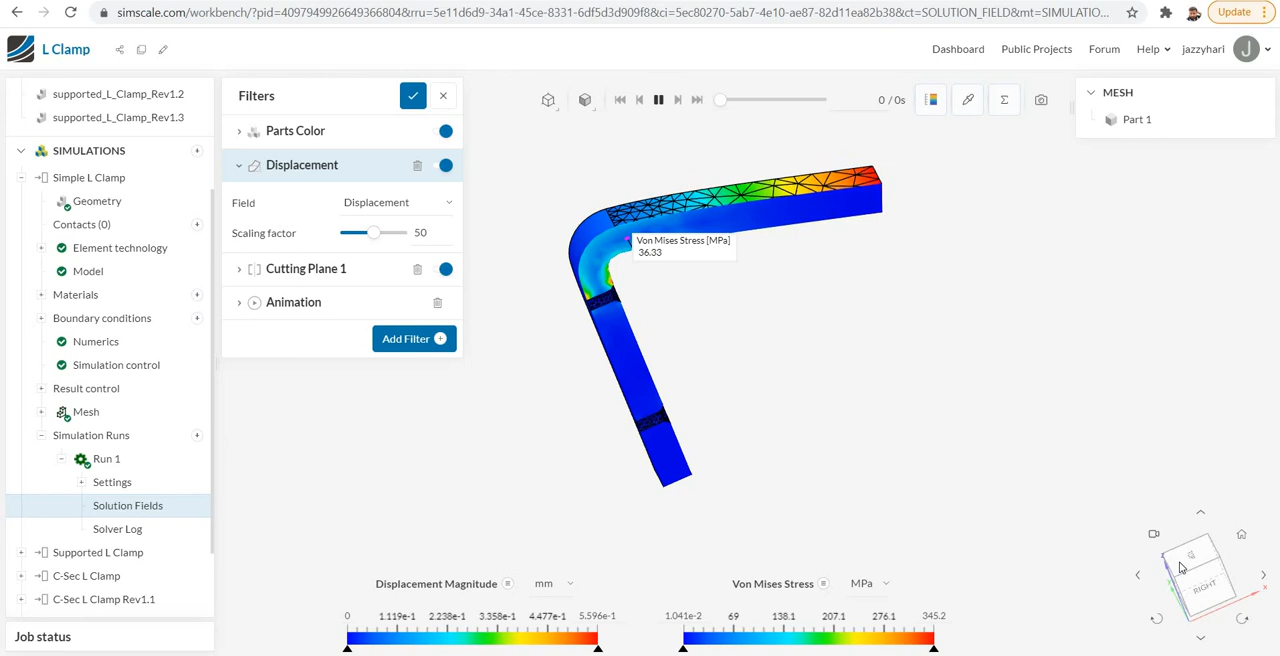 simscale.com/workbench/?pid=4097949926649366804&rru=5e11d6d9-34a1-45ce-8331-6df5d3d909f8&ci=5ec80270-5ab7-4e10-ae87-82d11ea82b38&ct=SOLUTION_FIELD&mt=SIMULATIO...
Update
L Clamp
Dashboard Public Projects Forum Help jazzyhari J
supported_L_Clamp_Rev1.2
supported_L_Clamp_Rev1.3
SIMULATIONS
Simple L Clamp
Geometry
Contacts (0)
Element technology
Model
Materials
Boundary conditions
Numerics
Simulation control
Result control
Mesh
Simulation Runs
Run 1
Settings
Solution Fields
Solver Log
Supported L Clamp
C-Sec L Clamp
C-Sec L Clamp Rev1.1
Job status
Filters
Parts Color
Displacement
Field Displacement
Scaling factor 50
Cutting Plane 1
Animation
Add Filter
0 / 0s
Σ
MESH
Part 1
Von Mises Stress [MPa]
36.33
RIGHT
x
z
Displacement Magnitude mm
0 1.119e-1 2.238e-1 3.358e-1 4.477e-1 5.596e-1
Von Mises Stress MPa
1.041e-2 69 138.1 207.1 276.1 345.2